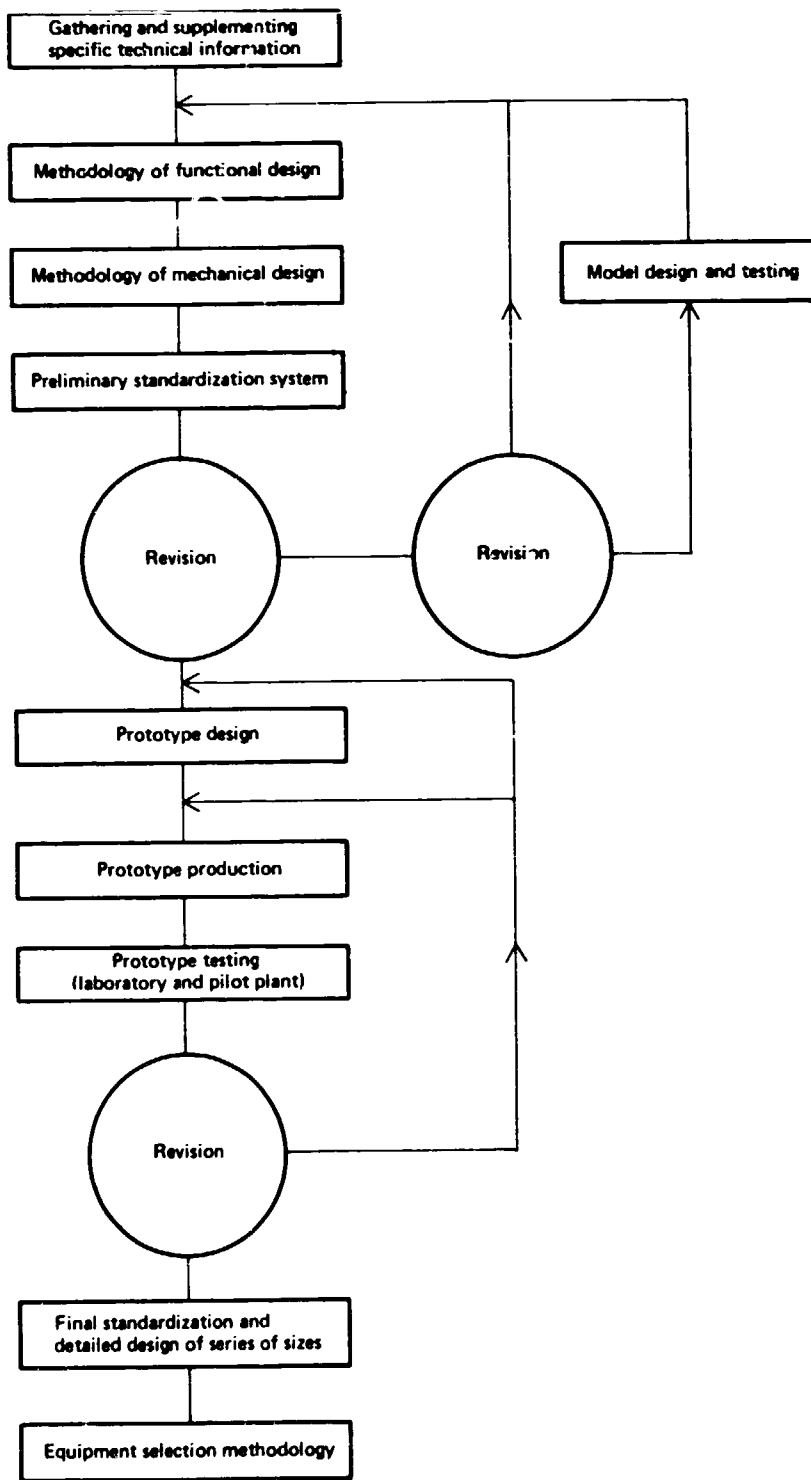 Gathering and supplementing
specific technical information
Methodology of functional design
Methodology of mechanical design
Model design and testing
Preliminary standardization system
Revision
Revision
Prototype design
Prototype production
Prototype testing
(laboratory and pilot plant)
Revision
Final standardization and
detailed design of series of sizes
Equipment selection methodology